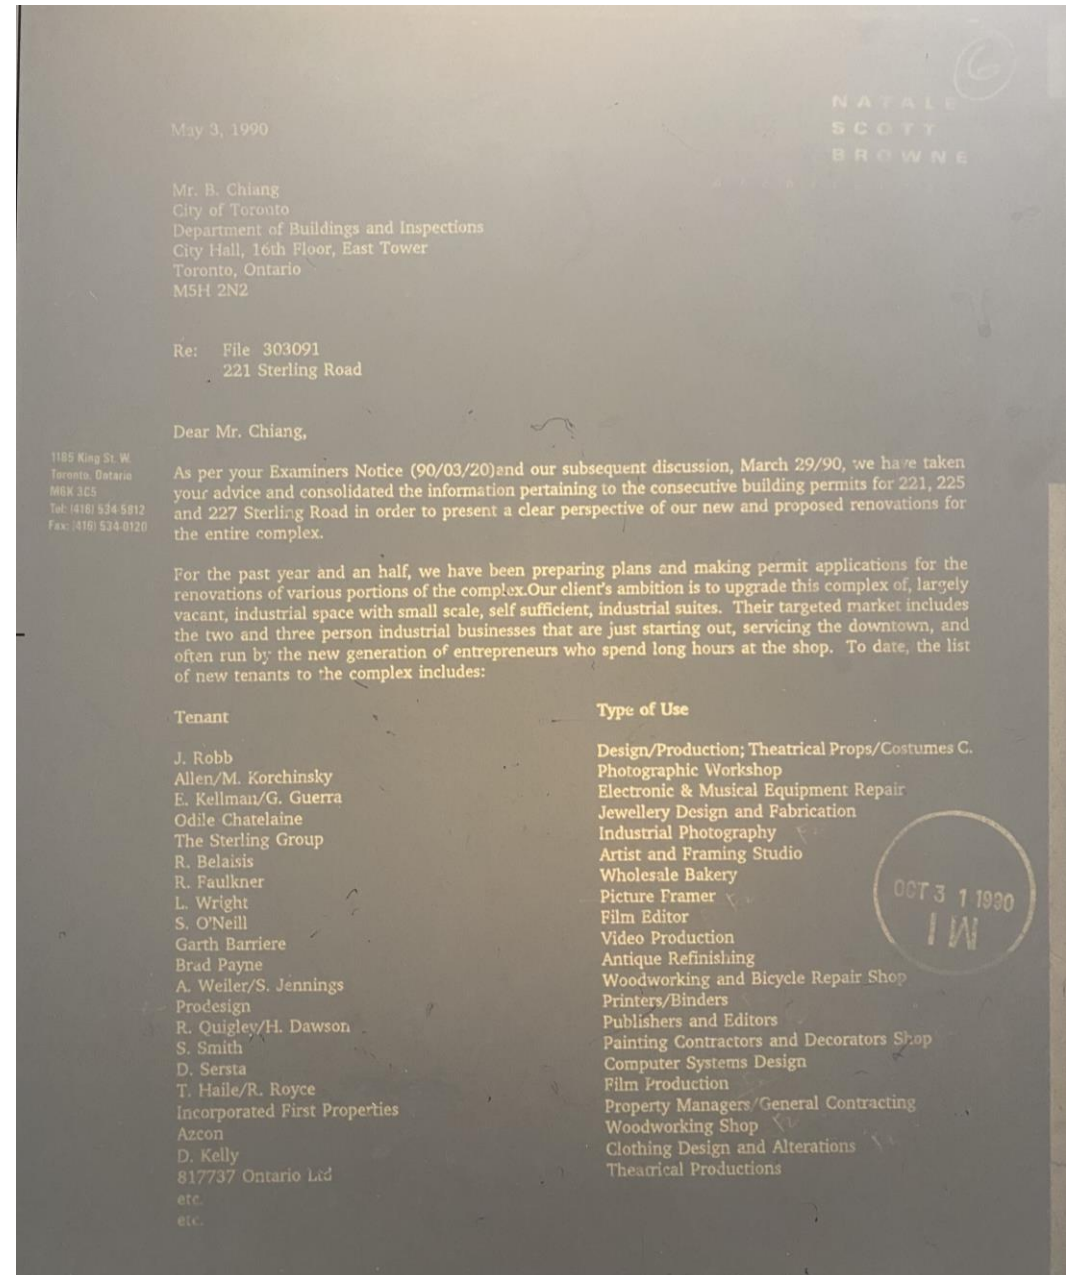 6
NATALE
SCOTT
BROWNE
May 3, 1990
Mr. B. Chiang
City of Toronto
Department of Buildings and Inspections
City Hall, 16th Floor, East Tower
Toronto, Ontario
M5H 2N2
Re: File 303091
221 Sterling Road
Dear Mr. Chiang,
1185 King St. W.
Toronto, Ontario
M6K 3C5
Tel: (416) 534-5812
Fax: (416) 534-0120
As per your Examiners Notice (90/03/20)and our subsequent discussion, March 29/90, we have taken
your advice and consolidated the information pertaining to the consecutive building permits for 221, 225
and 227 Sterling Road in order to present a clear perspective of our new and proposed renovations for
the entire complex.
For the past year and an half, we have been preparing plans and making permit applications for the
renovations of various portions of the complex.Our client's ambition is to upgrade this complex of, largely
vacant, industrial space with small scale, self sufficient, industrial suites. Their targeted market includes
the two and three person industrial businesses that are just starting out, servicing the downtown, and
often run by the new generation of entrepreneurs who spend long hours at the shop. To date, the list
of new tenants to the complex includes:
Tenant
J. Robb
Allen/M. Korchinsky
E. Kellman/G. Guerra
Odile Chatelaine
The Sterling Group
R. Belaisis
R. Faulkner
L. Wright
S. O'Neill
Garth Barriere
Brad Payne
A. Weiler/S. Jennings
Prodesign
R. Quigley/H. Dawson
S. Smith
D. Sersta
T. Haile/R. Royce
Incorporated First Properties
Azcon
D. Kelly
817737 Ontario Ltd
etc.
etc.
Type of Use
Design/Production; Theatrical Props/Costumes C.
Photographic Workshop
Electronic & Musical Equipment Repair
Jewellery Design and Fabrication
Industrial Photography
Artist and Framing Studio
Wholesale Bakery
Picture Framer
Film Editor
Video Production
Antique Refinishing
Woodworking and Bicycle Repair Shop
Printers/Binders
Publishers and Editors
Painting Contractors and Decorators Shop
Computer Systems Design
Film Production
Property Managers/General Contracting
Woodworking Shop
Clothing Design and Alterations
Theatrical Productions
OCT 31 1990